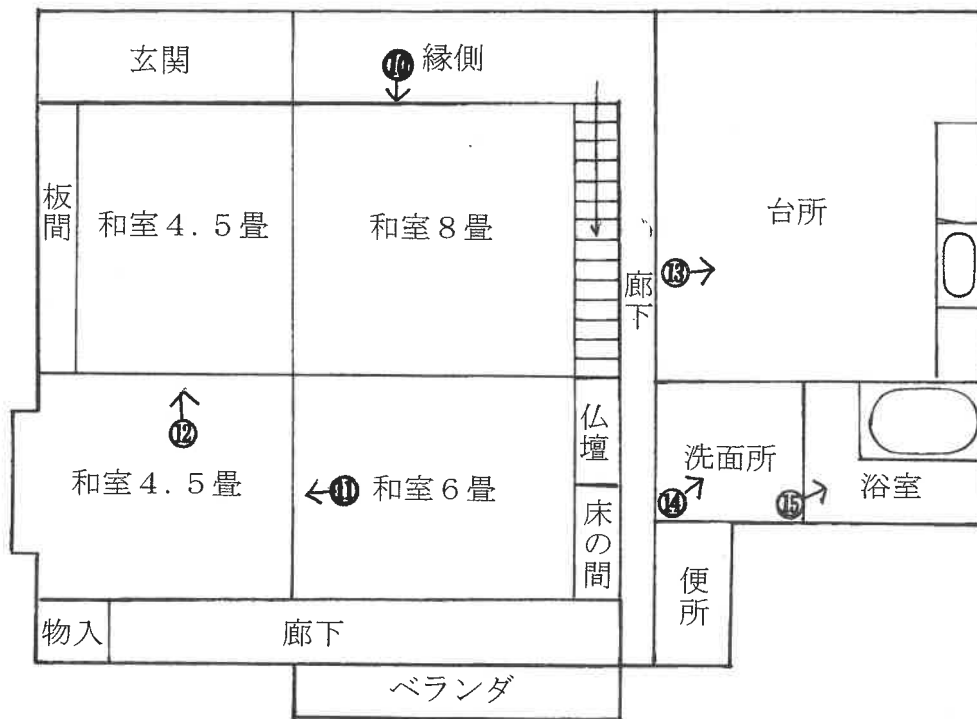 玄関
⑩
縁側
板間
和室4.5畳
和室8畳
廊下
⑬
台所
⑫
和室4.5畳
⑪
和室6畳
仏壇
床の間
洗面所
⑭
⑮
浴室
便所
物入
廊下
ベランダ